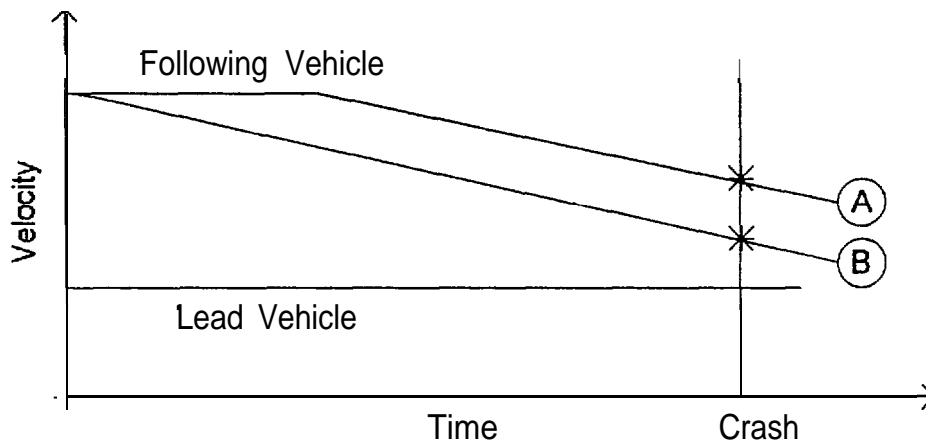 Following Vehicle
Velocity
A
B
Lead Vehicle
Time
Crash